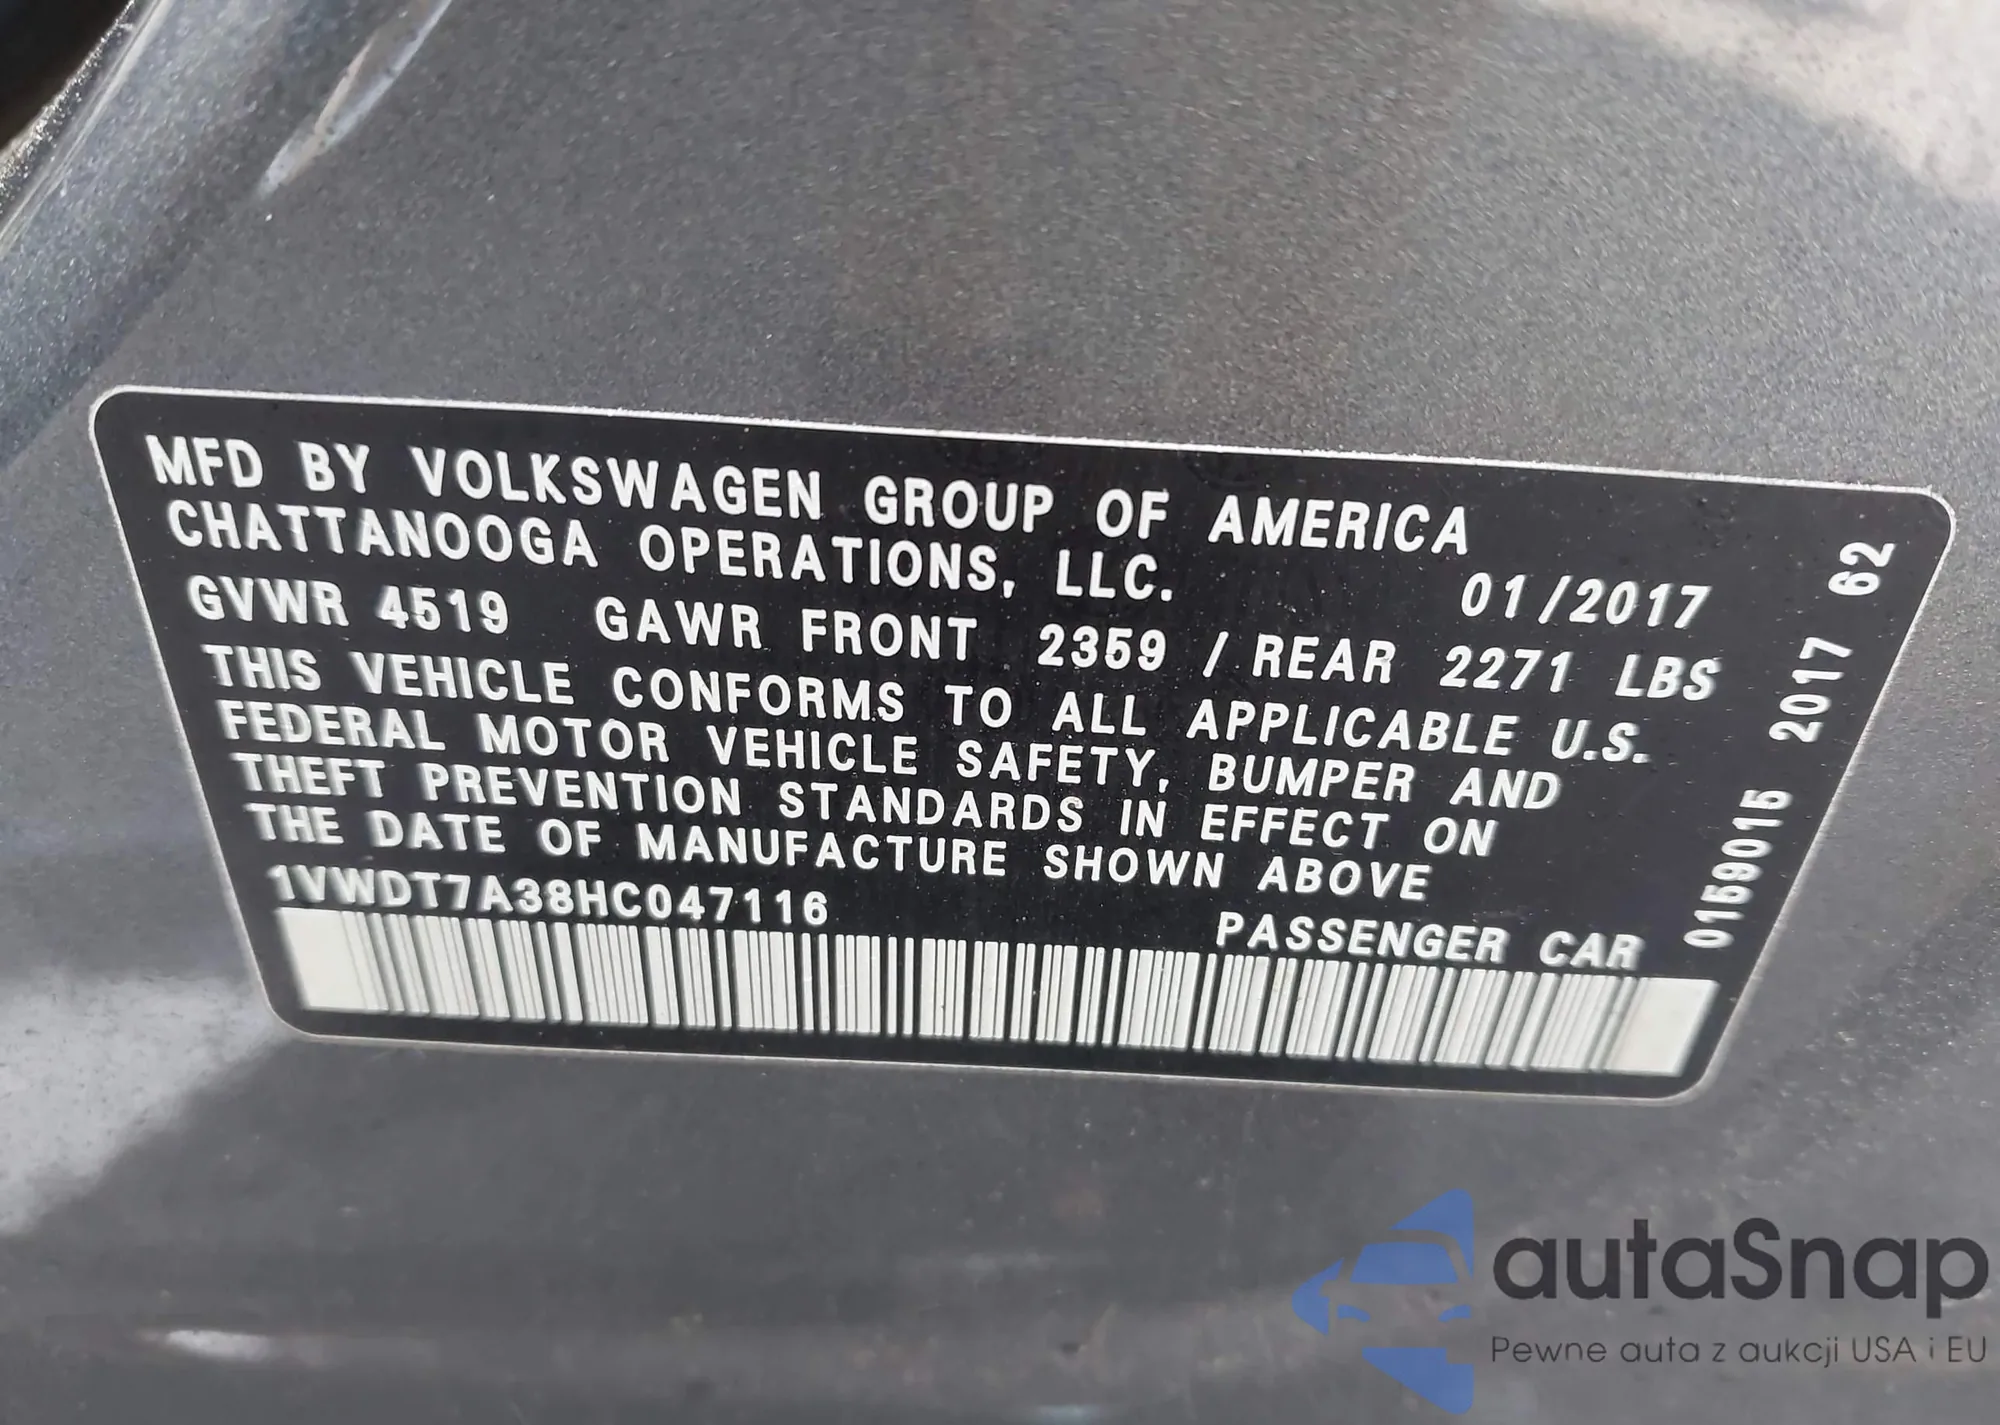 MFD BY VOLKSWAGEN GROUP OF AMERICA
CHATTANOOGA OPERATIONS, LLC. 01/2017
GVWR 4519 GAWR FRONT 2359 / REAR 2271 LBS
THIS VEHICLE CONFORMS TO ALL APPLICABLE U.S.
FEDERAL MOTOR VEHICLE SAFETY, BUMPER AND
THEFT PREVENTION STANDARDS IN EFFECT ON
THE DATE OF MANUFACTURE SHOWN ABOVE
1VWDT7A38HC047116 PASSENGER CAR
0159015 2017 62
autaSnap
Pewne auta z aukcji USA i EU